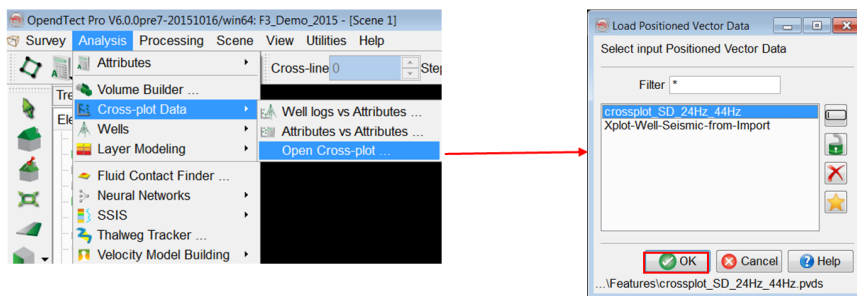 OpendTect Pro V6.0.0pre7-20151016/win64: F3_Demo_2015 - [Scene 1]
Survey Analysis Processing Scene View Utilities Help
Attributes
Cross-line 0 Step
Tre
Volume Builder ...
Ele
Cross-plot Data
Well logs vs Attributes ...
Wells
Attributes vs Attributes ...
Layer Modeling
Open Cross-plot ...
Fluid Contact Finder ...
Neural Networks
SSIS
Thalweg Tracker ...
Velocity Model Building
Load Positioned Vector Data
Select input Positioned Vector Data
Filter *
crossplot_SD_24Hz_44Hz
Xplot-Well-Seismic-from-Import
OK Cancel Help
...\Features\crossplot_SD_24Hz_44Hz.pvds